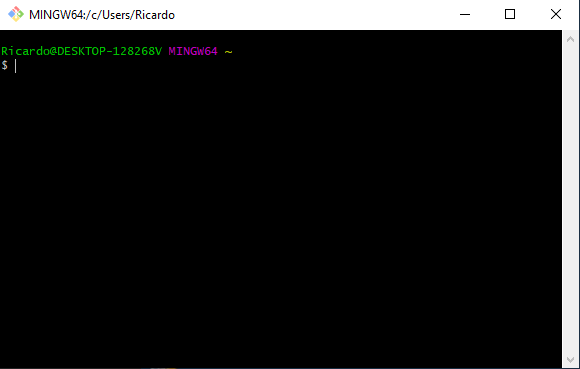 MINGW64:/c/Users/Ricardo
Ricardo@DESKTOP-128268V MINGW64 ~
$